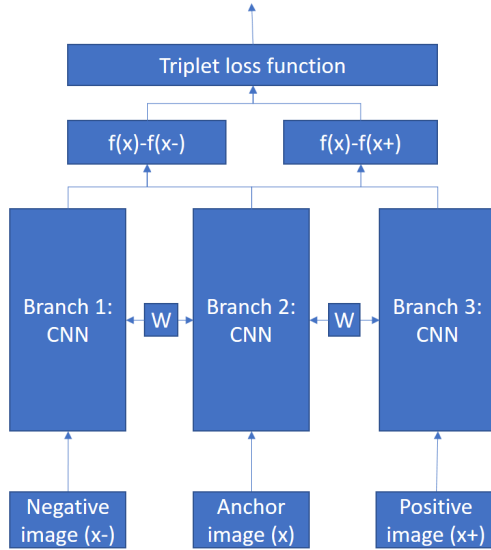 Triplet loss function
f(x)-f(x-)
f(x)-f(x+)
Branch 1:
CNN
W
Branch 2:
CNN
W
Branch 3:
CNN
Negative
image (x-)
Anchor
image (x)
Positive
image (x+)